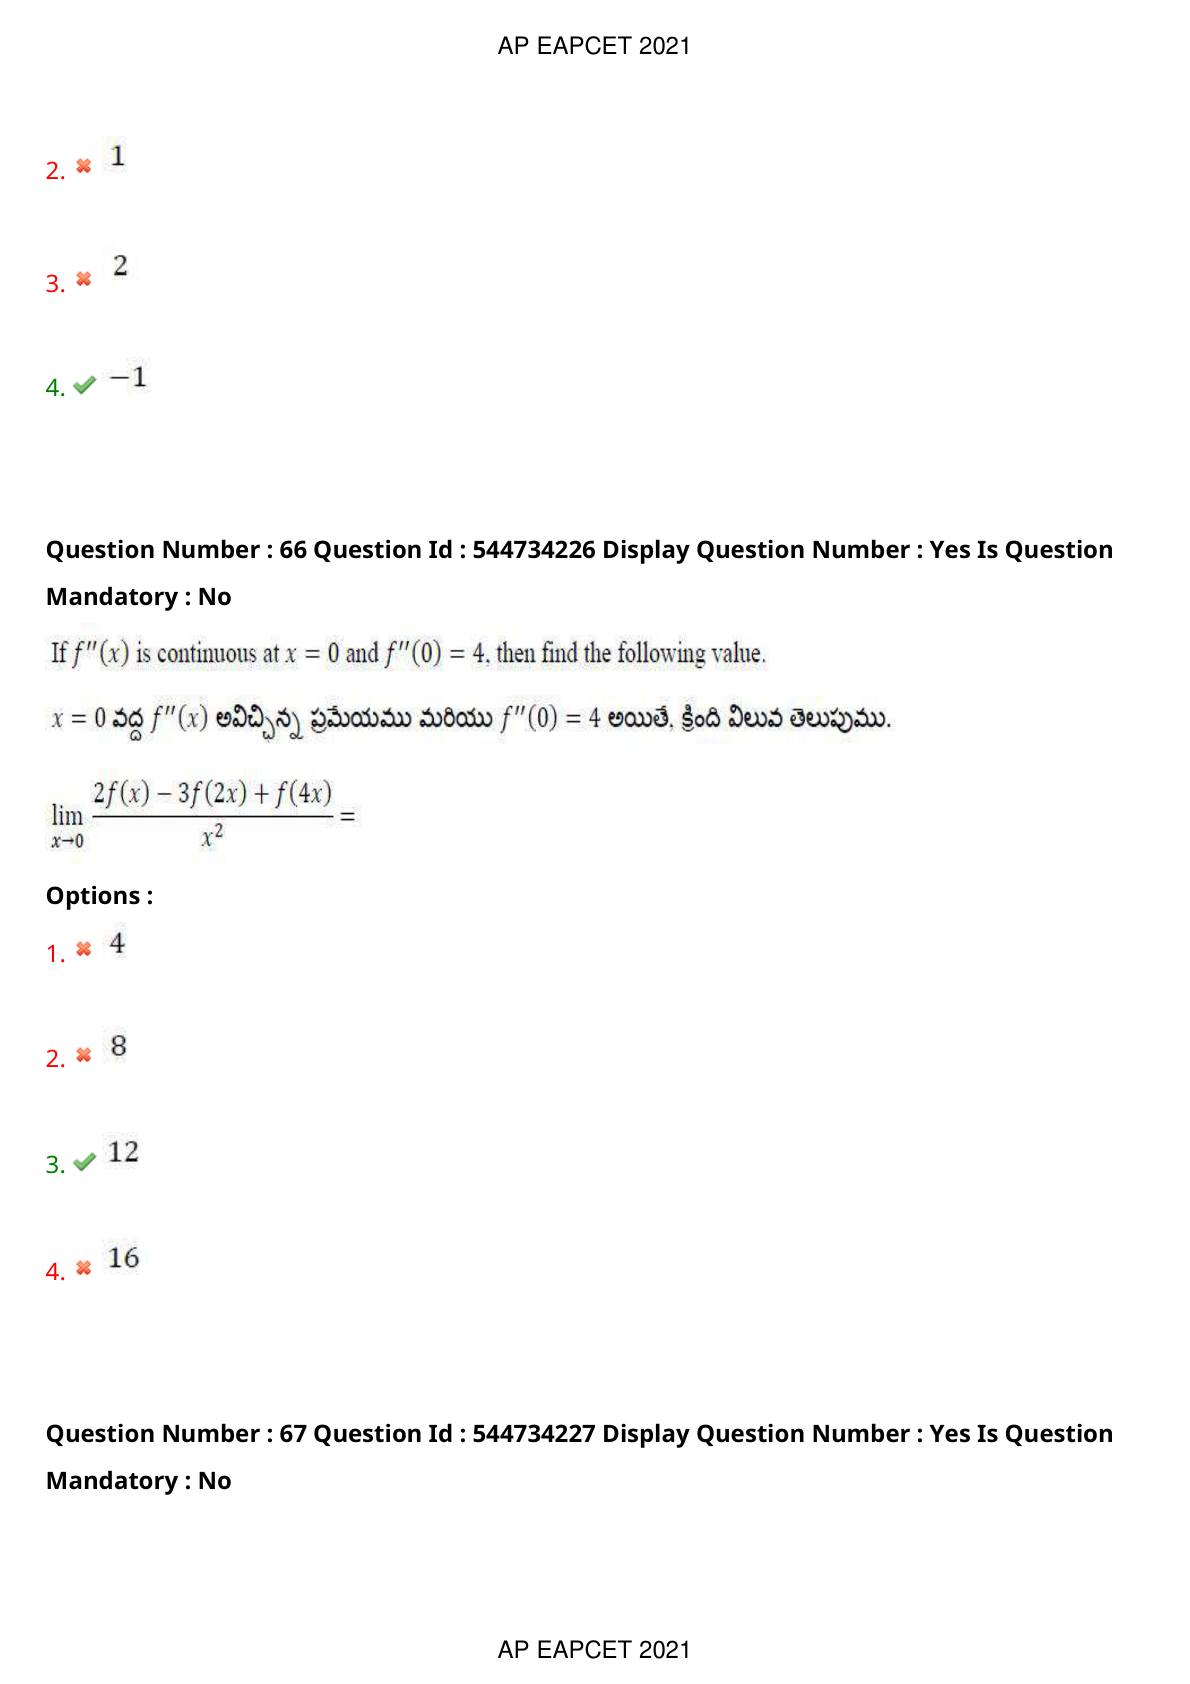 AP EAPCET 2021
2. 1
3. 2
4. −1
Question Number : 66 Question Id : 544734226 Display Question Number : Yes Is Question
Mandatory : No
If f″(x) is continuous at x = 0 and f″(0) = 4, then find the following value.
x = 0 వద్ద f″(x) అవిచ్ఛిన్న ప్రమేయము మరియు f″(0) = 4 అయితే, క్రింది విలువ తెలుపుము.
lim x→0 (2f(x) − 3f(2x) + f(4x)) / x² =
Options :
1. 4
2. 8
3. 12
4. 16
Question Number : 67 Question Id : 544734227 Display Question Number : Yes Is Question
Mandatory : No
AP EAPCET 2021